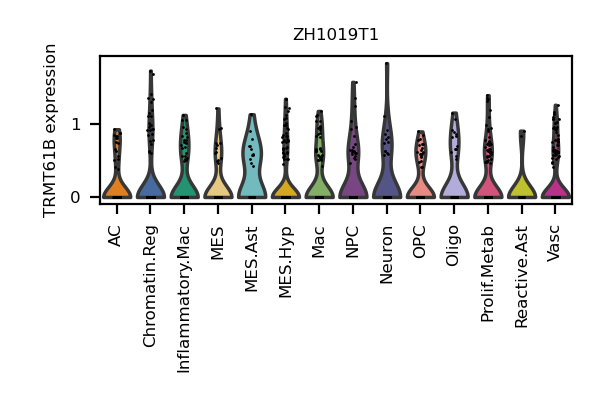 ZH1019T1
TRMT61B expression
1
0
AC
Chromatin.Reg
Inflammatory.Mac
MES
MES.Ast
MES.Hyp
Mac
NPC
Neuron
OPC
Oligo
Prolif.Metab
Reactive.Ast
Vasc